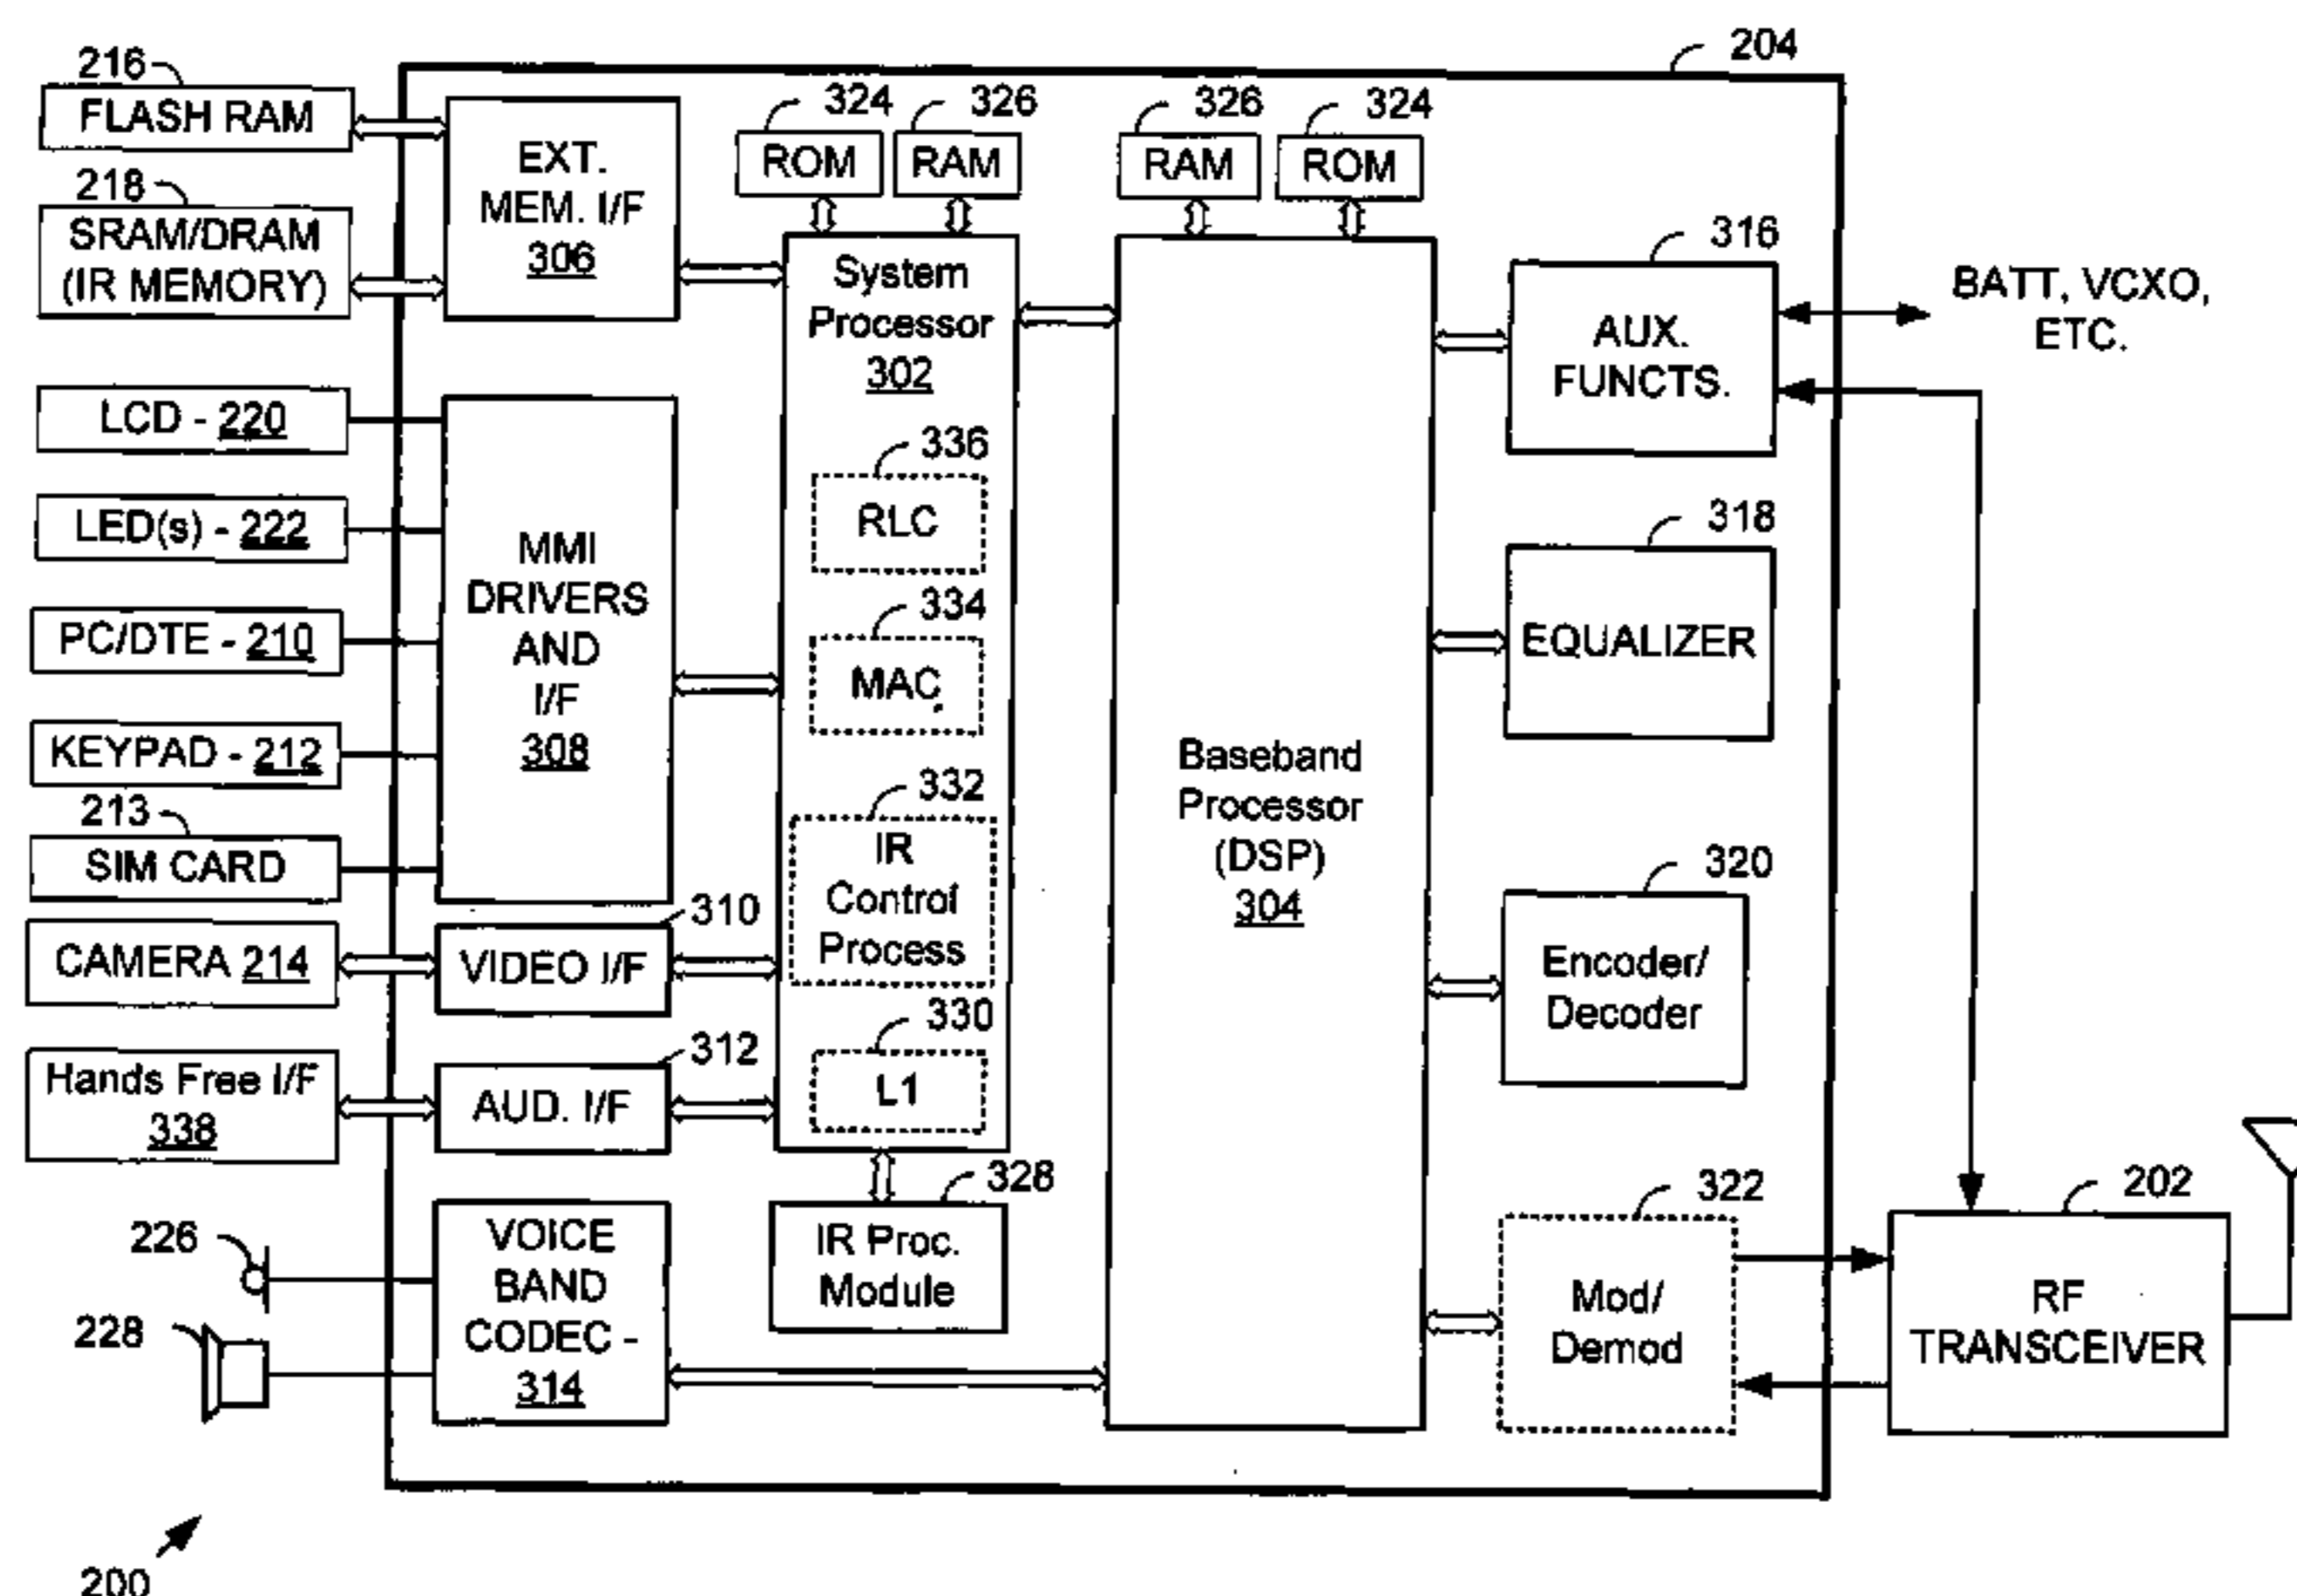 204
216
FLASH RAM
218
SRAM/DRAM
(IR MEMORY)
LCD - 220
LED(s) - 222
PC/DTE - 210
KEYPAD - 212
213
SIM CARD
CAMERA 214
Hands Free I/F
338
226
228
EXT.
MEM. I/F
306
MMI
DRIVERS
AND
I/F
308
310
VIDEO I/F
312
AUD. I/F
VOICE
BAND
CODEC -
314
324
ROM
326
RAM
System
Processor
302
336
RLC
334
MAC
332
IR
Control
Process
330
L1
328
IR Proc.
Module
326
RAM
324
ROM
Baseband
Processor
(DSP)
304
316
AUX.
FUNCTS.
318
EQUALIZER
320
Encoder/
Decoder
322
Mod/
Demod
BATT, VCXO,
ETC.
202
RF
TRANSCEIVER
200